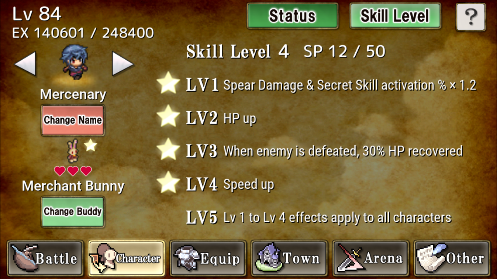 Lv 84
EX 140601 / 248400
Status
Skill Level
?
Skill Level 4 SP 12 / 50
Mercenary
Change Name
Merchant Bunny
Change Buddy
LV1 Spear Damage & Secret Skill activation % × 1.2
LV2 HP up
LV3 When enemy is defeated, 30% HP recovered
LV4 Speed up
LV5 Lv 1 to Lv 4 effects apply to all characters
Battle
Character
Equip
Town
Arena
Other